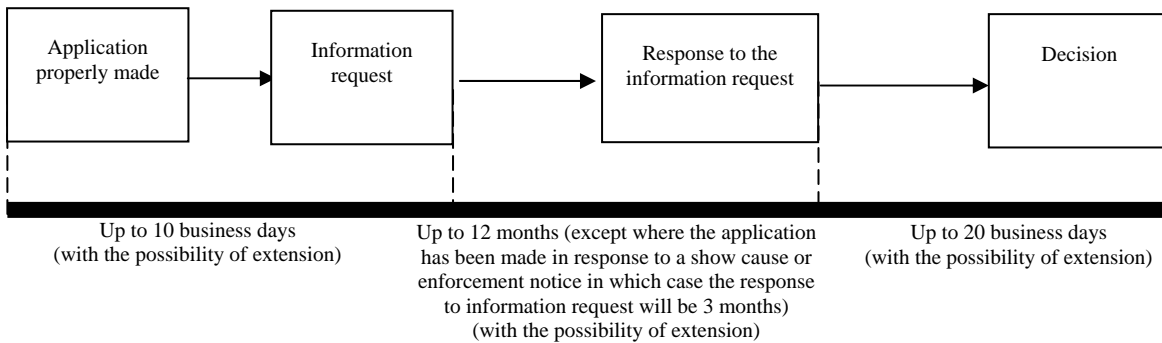 Application
properly made
Information
request
Response to the
information request
Decision
Up to 10 business days
(with the possibility of extension)
Up to 12 months (except where the application
has been made in response to a show cause or
enforcement notice in which case the response
to information request will be 3 months)
(with the possibility of extension)
Up to 20 business days
(with the possibility of extension)